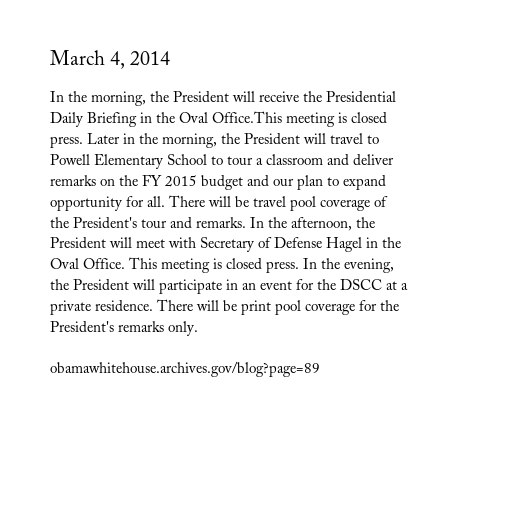 March 4, 2014
In the morning, the President will receive the Presidential
Daily Briefing in the Oval Office.This meeting is closed
press. Later in the morning, the President will travel to
Powell Elementary School to tour a classroom and deliver
remarks on the FY 2015 budget and our plan to expand
opportunity for all. There will be travel pool coverage of
the President's tour and remarks. In the afternoon, the
President will meet with Secretary of Defense Hagel in the
Oval Office. This meeting is closed press. In the evening,
the President will participate in an event for the DSCC at a
private residence. There will be print pool coverage for the
President's remarks only.
obamawhitehouse.archives.gov/blog?page=89